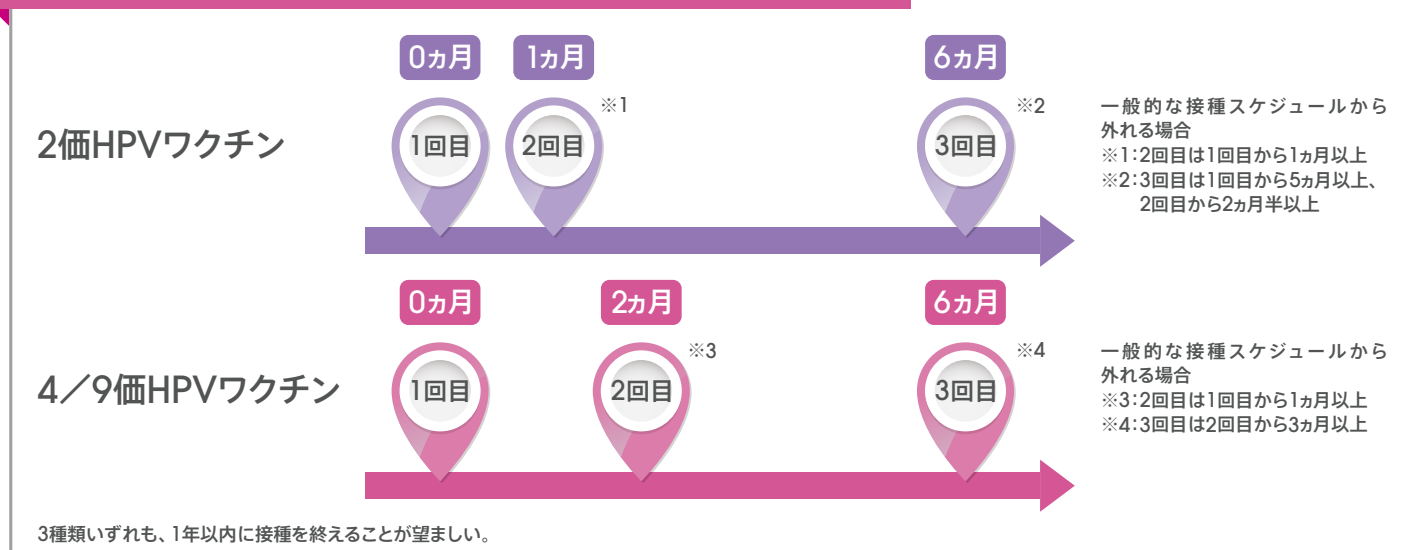 0ヵ月 1ヵ月 6ヵ月
2価HPVワクチン
1回目 2回目 ※1 3回目 ※2
一般的な接種スケジュールから
外れる場合
※1:2回目は1回目から1ヵ月以上
※2:3回目は1回目から5ヵ月以上、
2回目から2ヵ月半以上
0ヵ月 2ヵ月 6ヵ月
4／9価HPVワクチン
1回目 2回目 ※3 3回目 ※4
一般的な接種スケジュールから
外れる場合
※3:2回目は1回目から1ヵ月以上
※4:3回目は2回目から3ヵ月以上
3種類いずれも、1年以内に接種を終えることが望ましい。